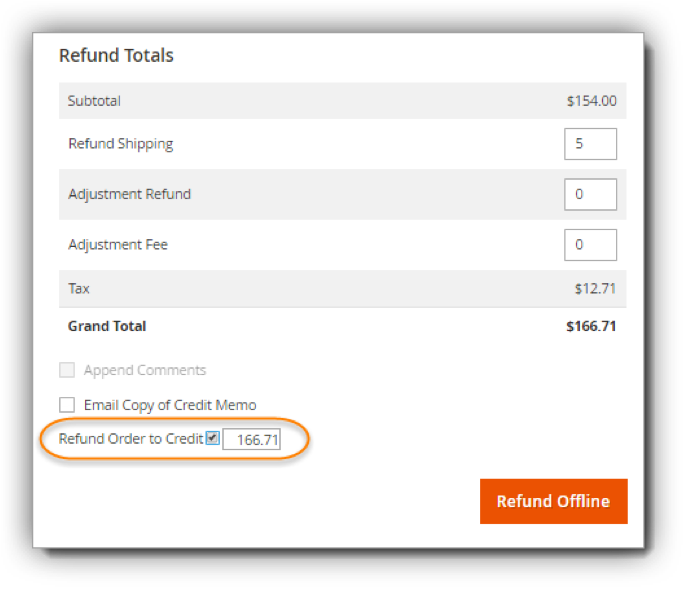 Refund Totals
Subtotal $154.00
Refund Shipping 5
Adjustment Refund 0
Adjustment Fee 0
Tax $12.71
Grand Total $166.71
Append Comments
Email Copy of Credit Memo
Refund Order to Credit 166.71
Refund Offline